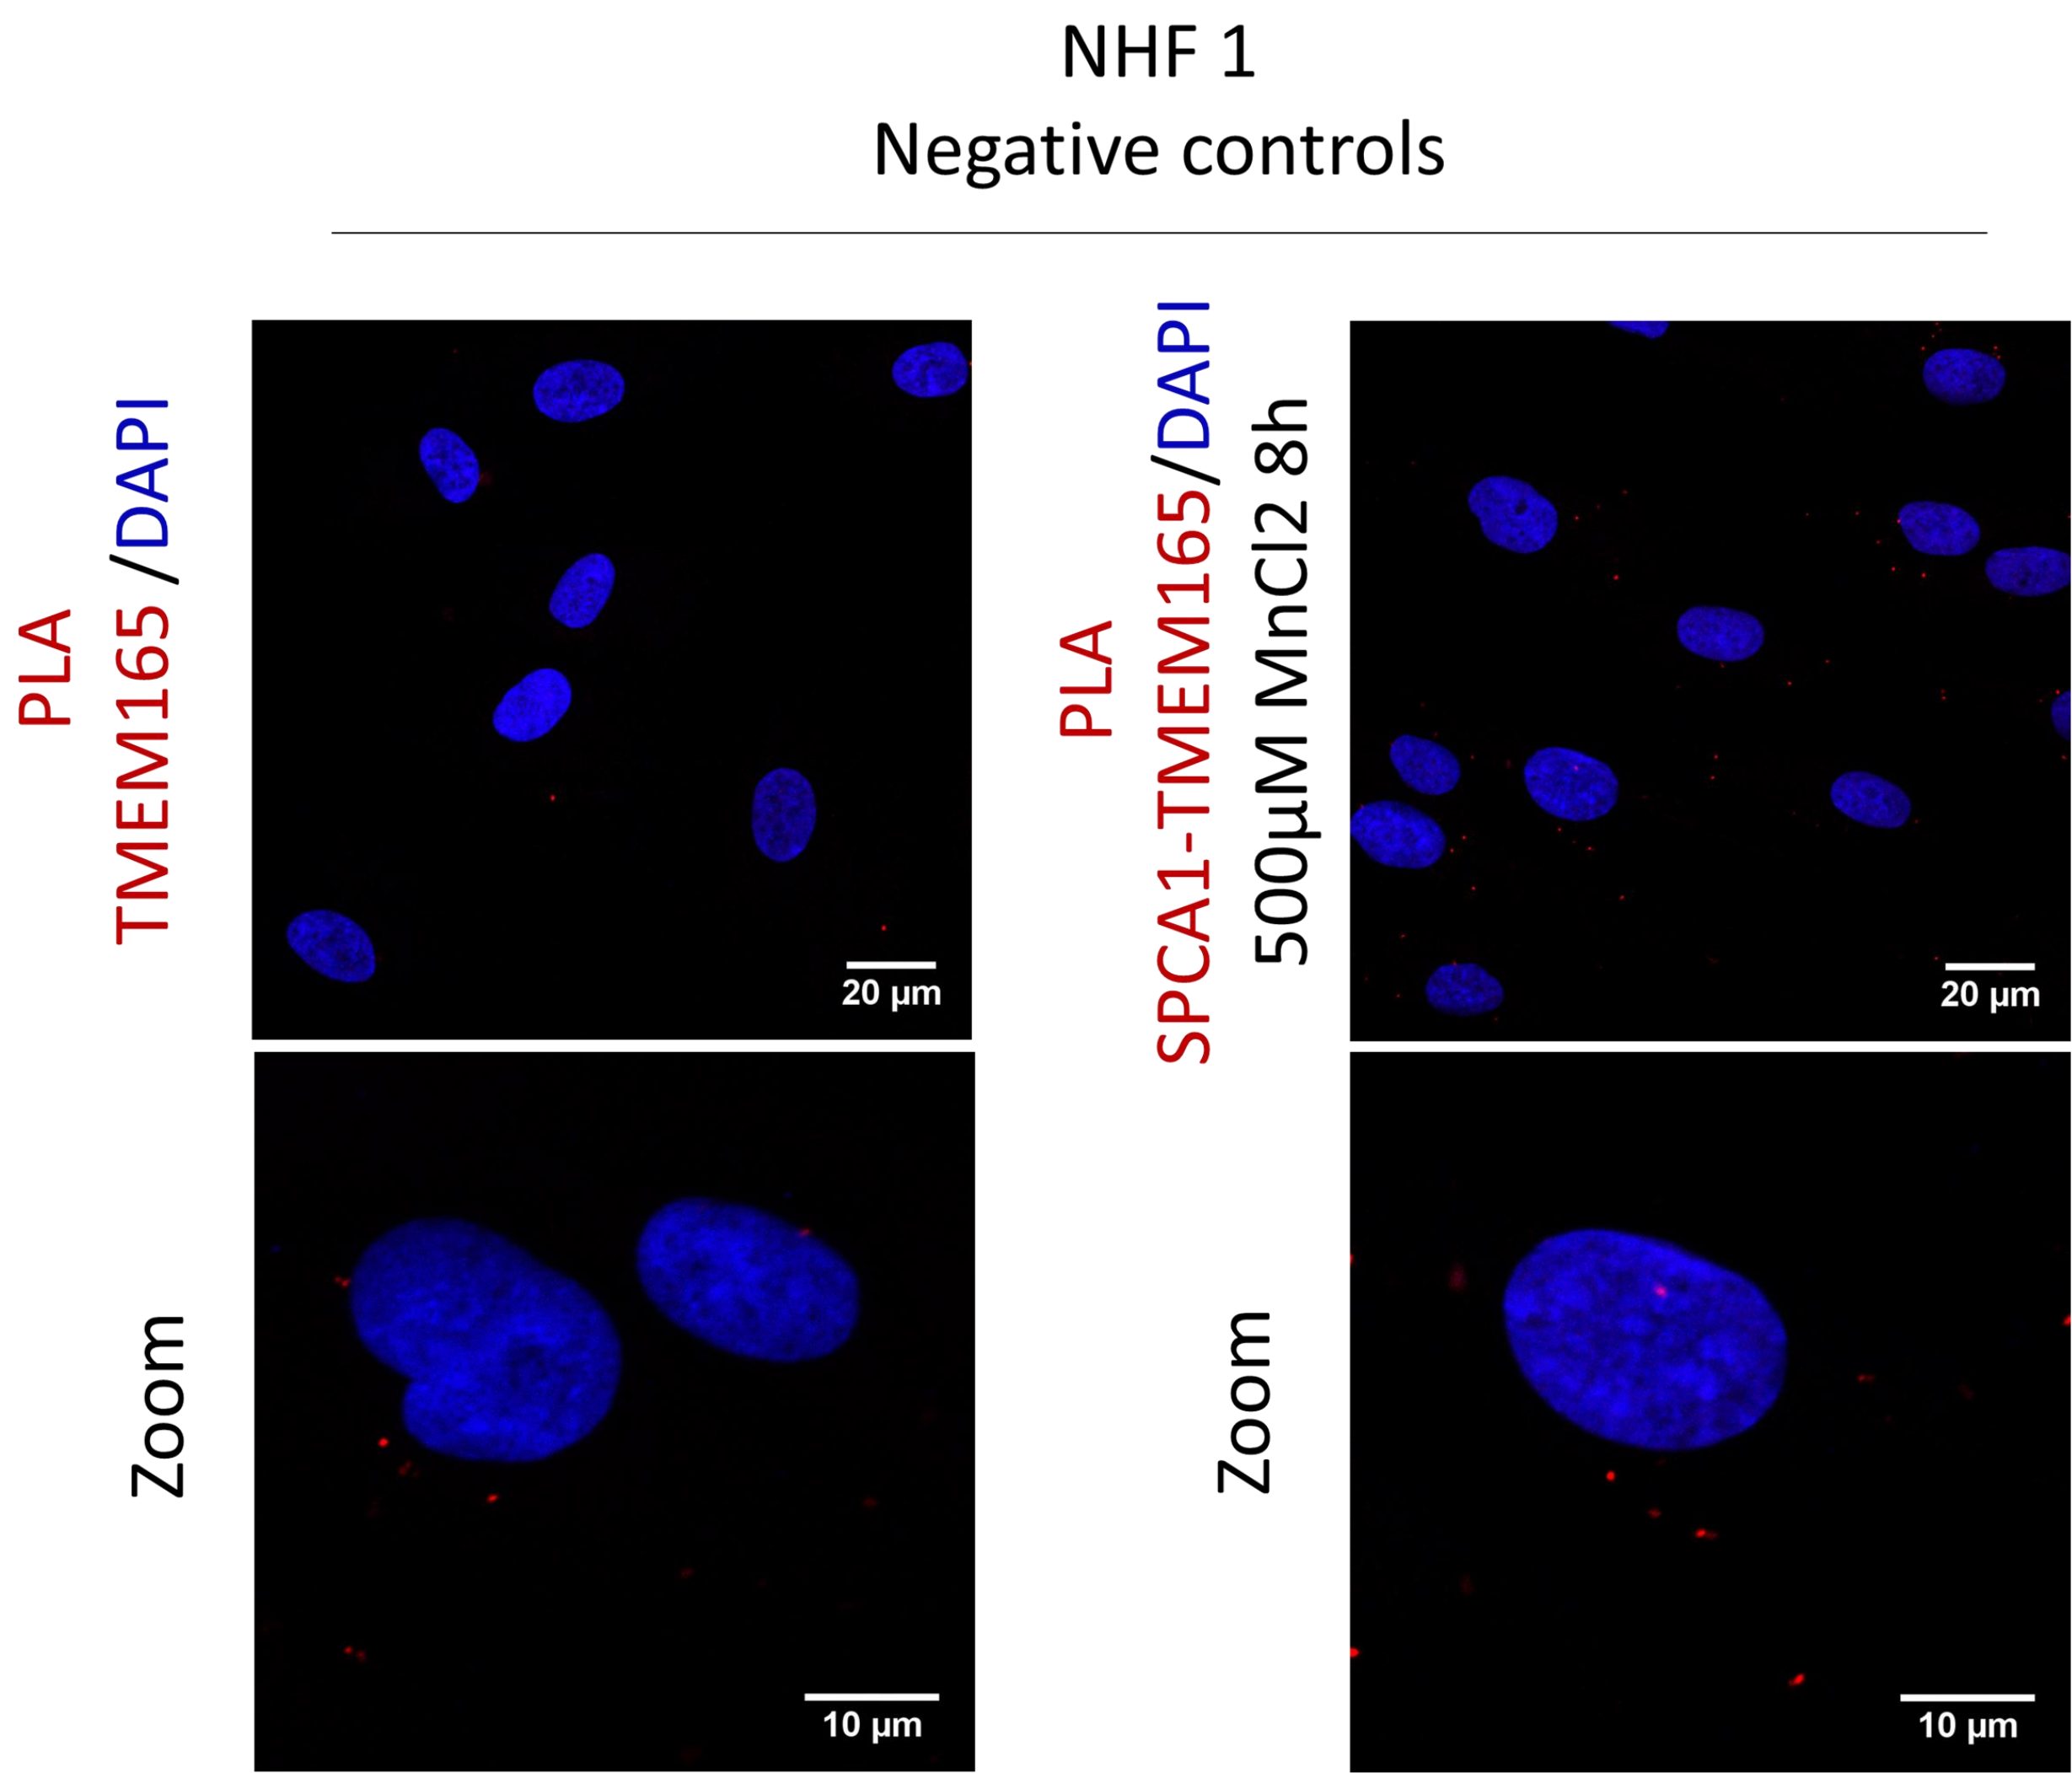 NHF 1
Negative controls
PLA
TMEM165 /DAPI
20 µm
PLA
SPCA1-TMEM165/DAPI
500µM MnCl2 8h
20 µm
Zoom
10 µm
Zoom
10 µm